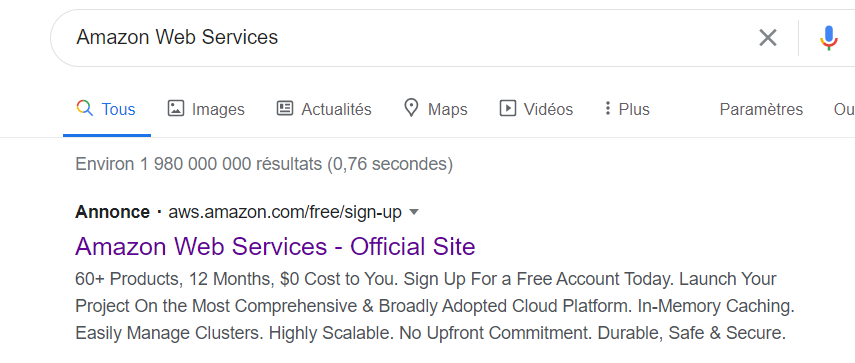 Amazon Web Services
Tous Images Actualités Maps Vidéos Plus Paramètres
Environ 1 980 000 000 résultats (0,76 secondes)
Annonce · aws.amazon.com/free/sign-up
Amazon Web Services - Official Site
60+ Products, 12 Months, $0 Cost to You. Sign Up For a Free Account Today. Launch Your
Project On the Most Comprehensive & Broadly Adopted Cloud Platform. In-Memory Caching.
Easily Manage Clusters. Highly Scalable. No Upfront Commitment. Durable, Safe & Secure.